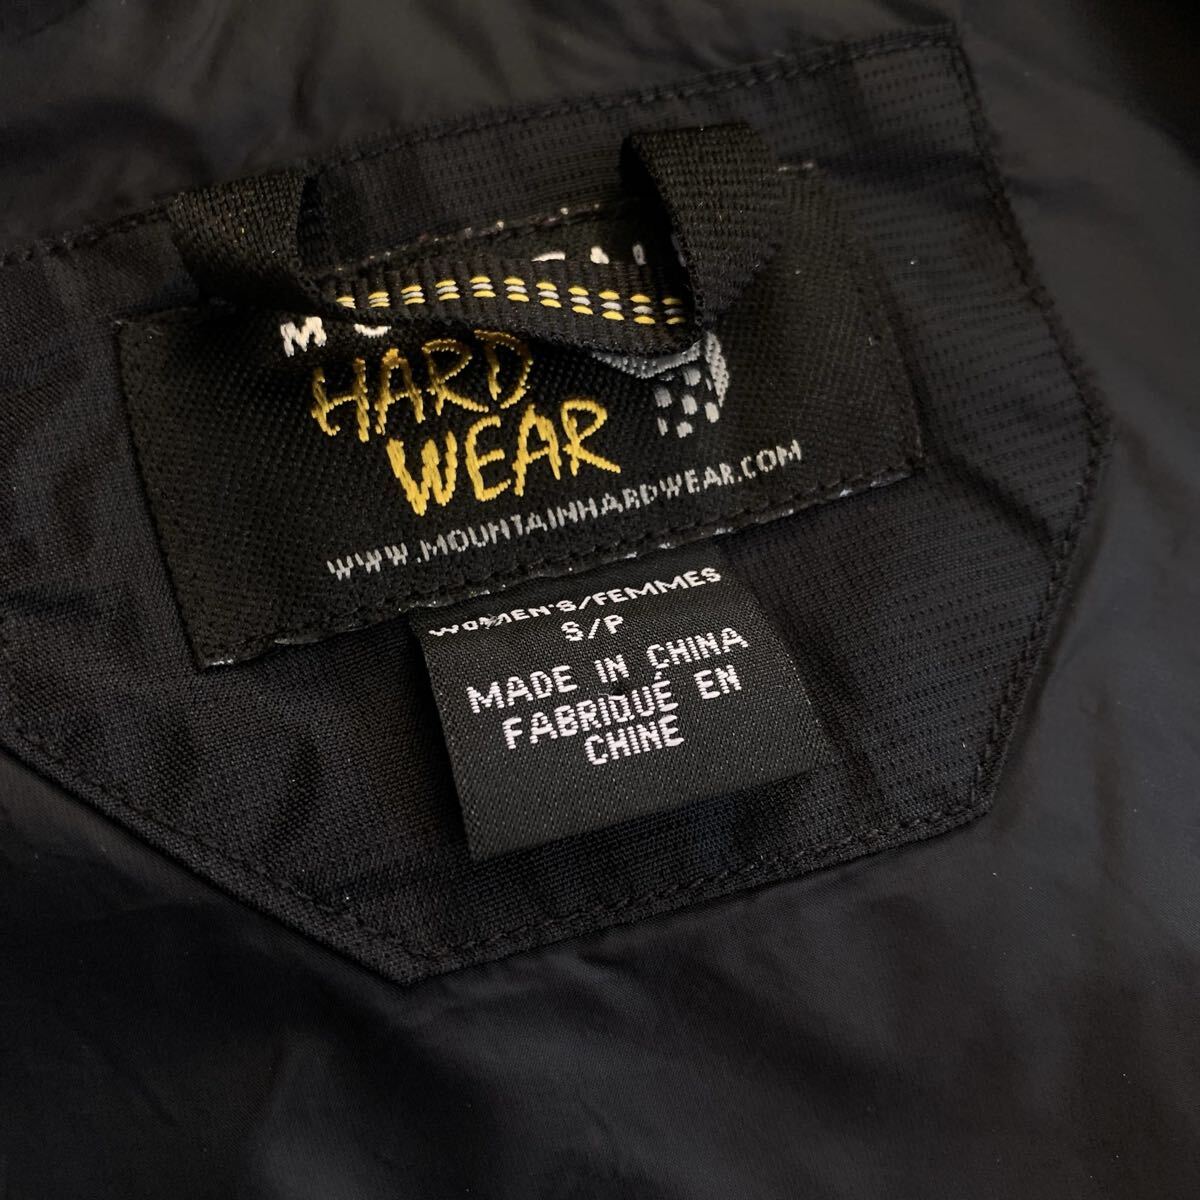 HARD
WEAR
WWW.MOUNTAINHARDWEAR.COM
WOMEN'S/FEMMES
S/P
MADE IN CHINA
FABRIQUÉ EN
CHINE